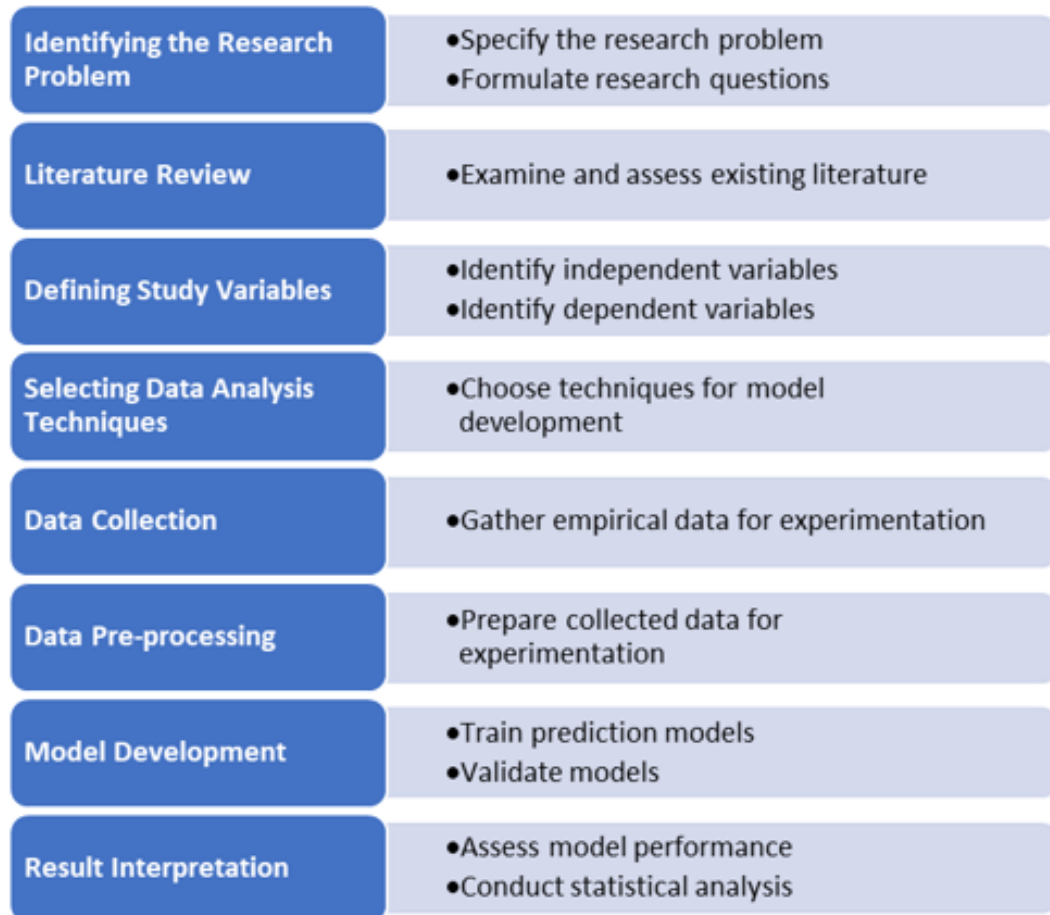 Identifying the Research
Problem
•Specify the research problem
•Formulate research questions
Literature Review
•Examine and assess existing literature
Defining Study Variables
•Identify independent variables
•Identify dependent variables
Selecting Data Analysis
Techniques
•Choose techniques for model
development
Data Collection
•Gather empirical data for experimentation
Data Pre-processing
•Prepare collected data for
experimentation
Model Development
•Train prediction models
•Validate models
Result Interpretation
•Assess model performance
•Conduct statistical analysis